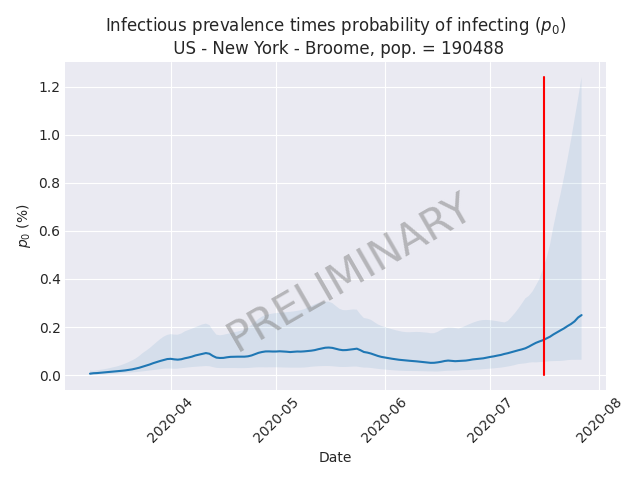 Infectious prevalence times probability of infecting (p₀)
US - New York - Broome, pop. = 190488
1.2
1.0
0.8
0.6
0.4
0.2
0.0
p₀ (%)
PRELIMINARY
2020-04
2020-05
2020-06
2020-07
2020-08
Date